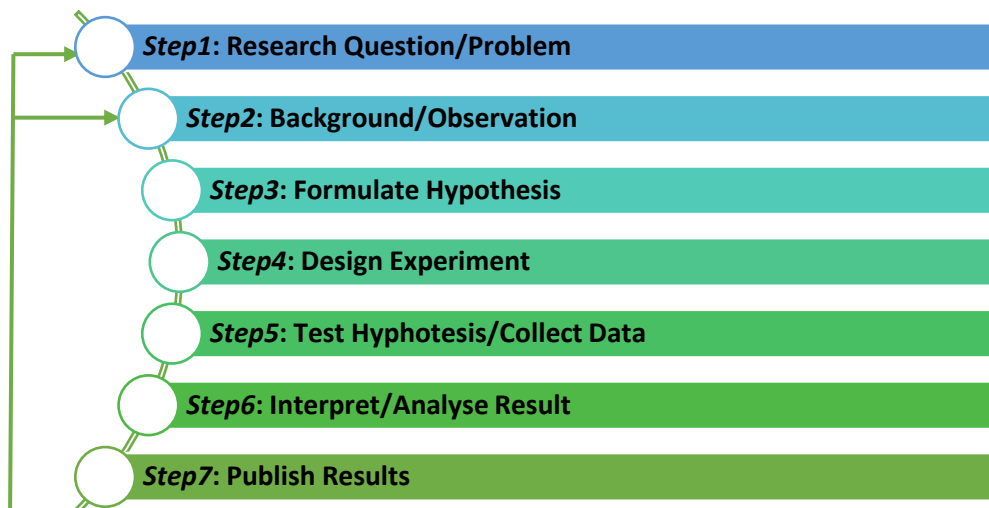 Step1: Research Question/Problem
Step2: Background/Observation
Step3: Formulate Hypothesis
Step4: Design Experiment
Step5: Test Hyphotesis/Collect Data
Step6: Interpret/Analyse Result
Step7: Publish Results